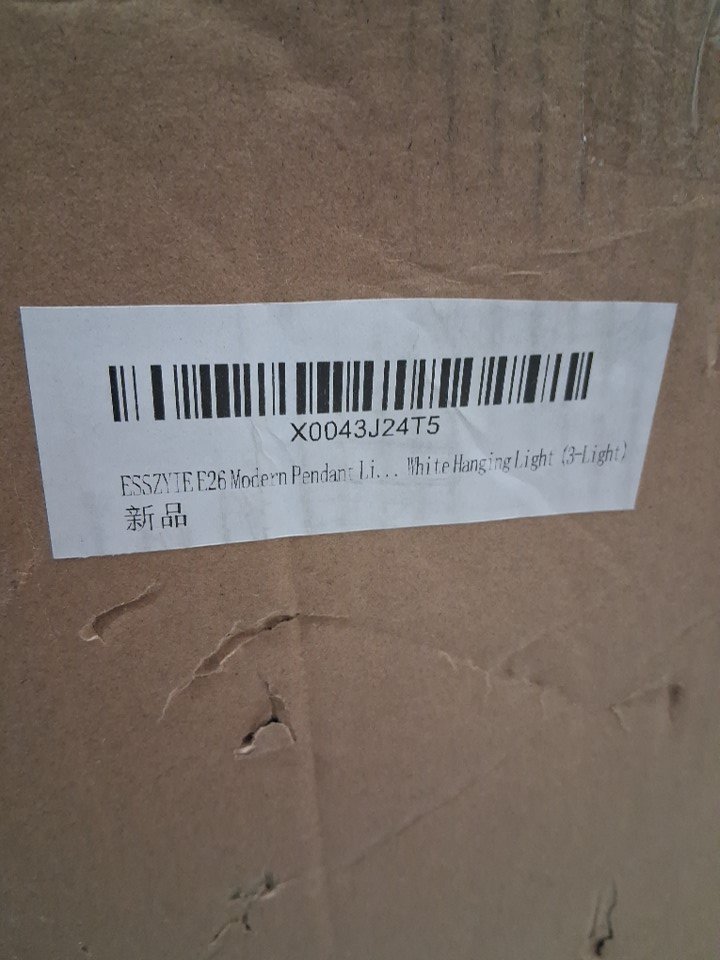 X0043J24T5
ESSZYIE E26 Modern Pendant Li... White Hanging Light (3-Light)
新品